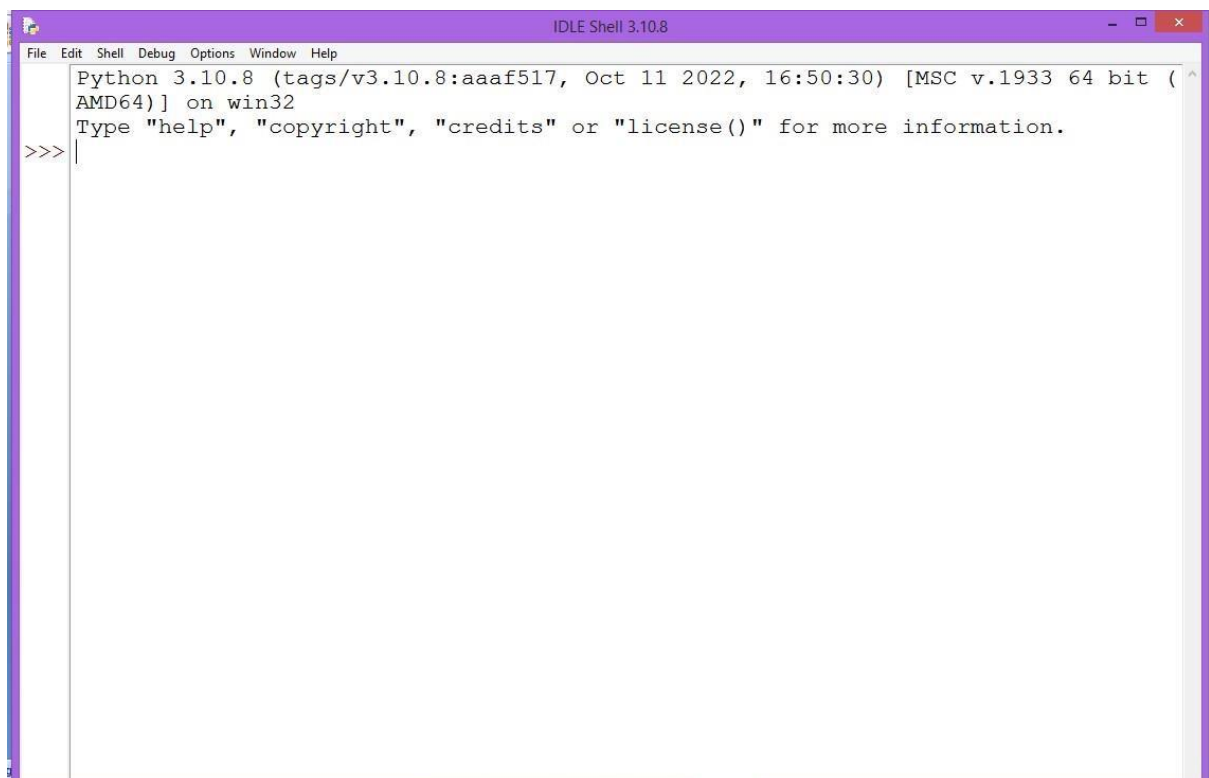 IDLE Shell 3.10.8
File Edit Shell Debug Options Window Help
Python 3.10.8 (tags/v3.10.8:aaaf517, Oct 11 2022, 16:50:30) [MSC v.1933 64 bit (
AMD64)] on win32
Type "help", "copyright", "credits" or "license()" for more information.
>>>